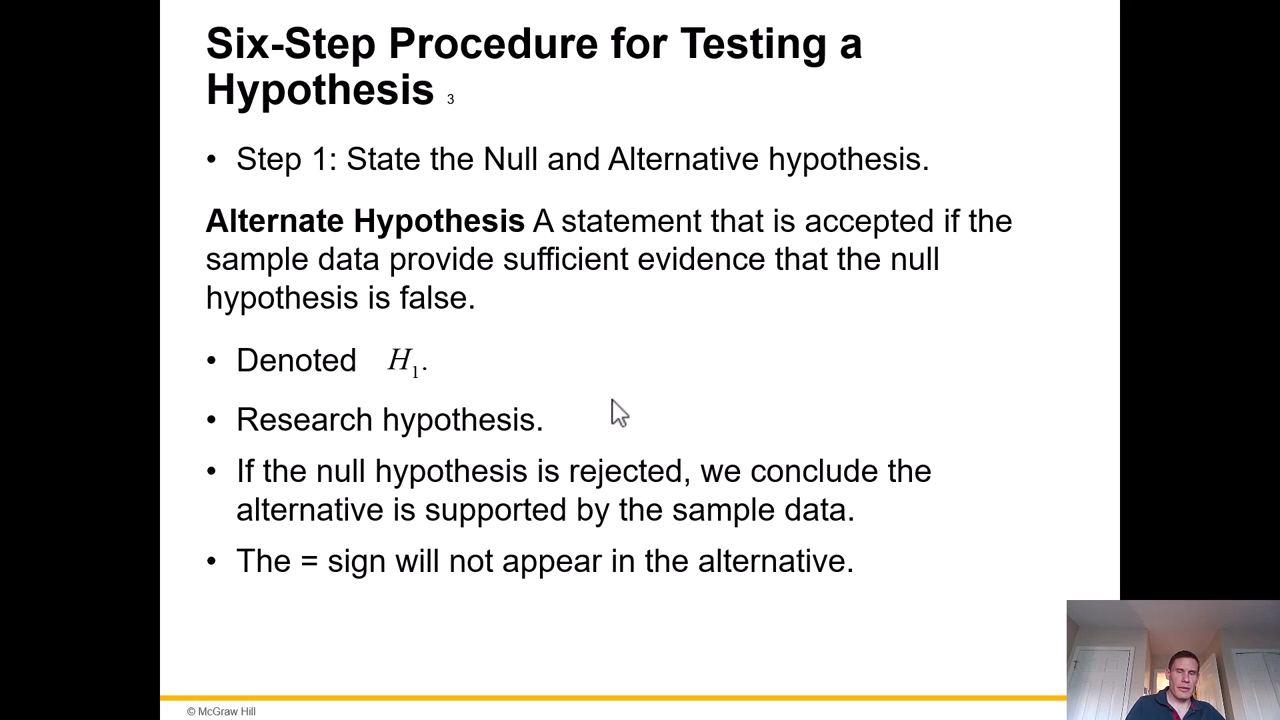 Six-Step Procedure for Testing a
Hypothesis 3
• Step 1: State the Null and Alternative hypothesis.
Alternate Hypothesis A statement that is accepted if the
sample data provide sufficient evidence that the null
hypothesis is false.
• Denoted H₁.
• Research hypothesis.
• If the null hypothesis is rejected, we conclude the
alternative is supported by the sample data.
• The = sign will not appear in the alternative.
© McGraw Hill